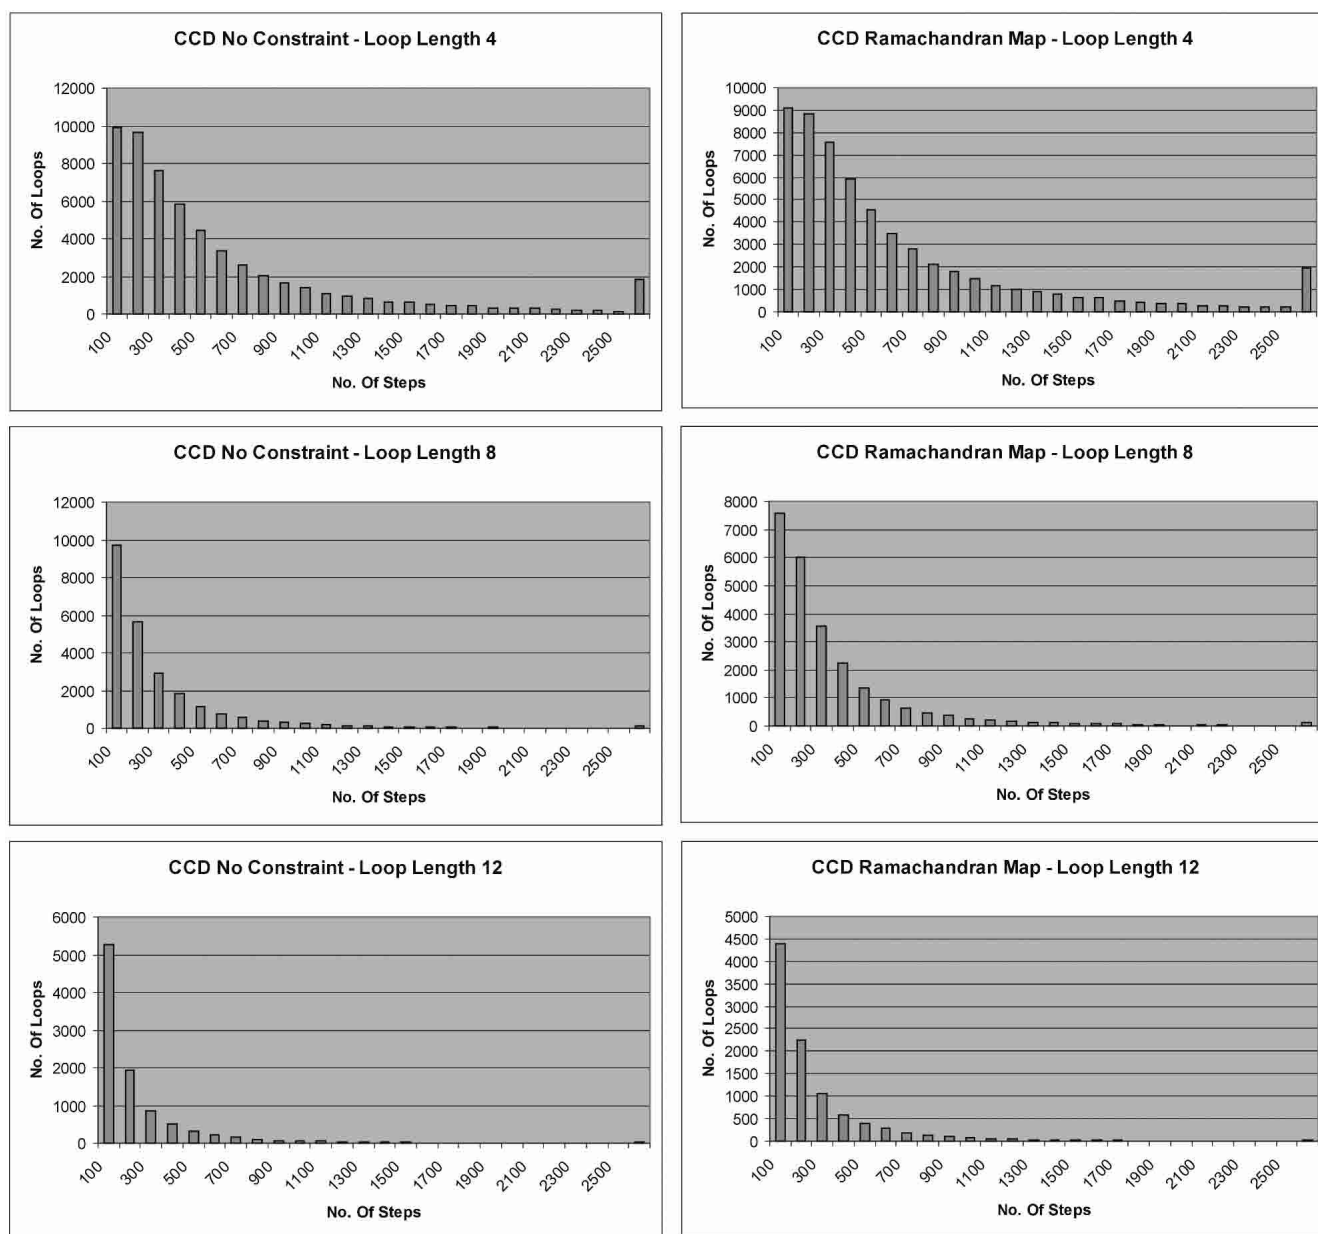 CCD No Constraint - Loop Length 4
No. Of Loops
12000
10000
8000
6000
4000
2000
0
100 300 500 700 900 1100 1300 1500 1700 1900 2100 2300 2500
No. Of Steps
CCD Ramachandran Map - Loop Length 4
No. Of Loops
10000
9000
8000
7000
6000
5000
4000
3000
2000
1000
0
100 300 500 700 900 1100 1300 1500 1700 1900 2100 2300 2500
No. Of Steps
CCD No Constraint - Loop Length 8
No. Of Loops
12000
10000
8000
6000
4000
2000
0
100 300 500 700 900 1100 1300 1500 1700 1900 2100 2300 2500
No. Of Steps
CCD Ramachandran Map - Loop Length 8
No. Of Loops
8000
7000
6000
5000
4000
3000
2000
1000
0
100 300 500 700 900 1100 1300 1500 1700 1900 2100 2300 2500
No. Of Steps
CCD No Constraint - Loop Length 12
No. Of Loops
6000
5000
4000
3000
2000
1000
0
100 300 500 700 900 1100 1300 1500 1700 1900 2100 2300 2500
No. Of Steps
CCD Ramachandran Map - Loop Length 12
No. Of Loops
5000
4500
4000
3500
3000
2500
2000
1500
1000
500
0
100 300 500 700 900 1100 1300 1500 1700 1900 2100 2300 2500
No. Of Steps